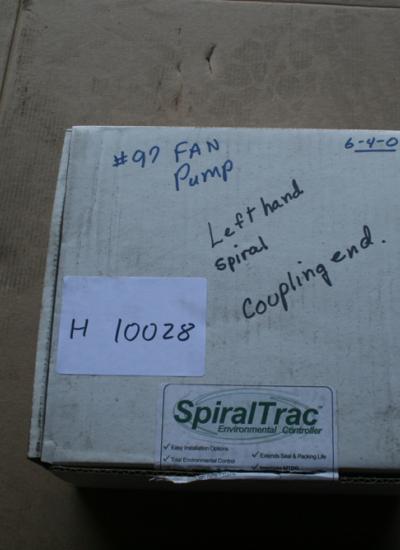 #97 FAN
Pump
6-4-0
Left hand
spiral
Coupling end.
H 10028
SpiralTrac™
Environmental Controller
✓ Easy Installation Options
✓ Extends Seal & Packing Life
✓ Total Environmental Control